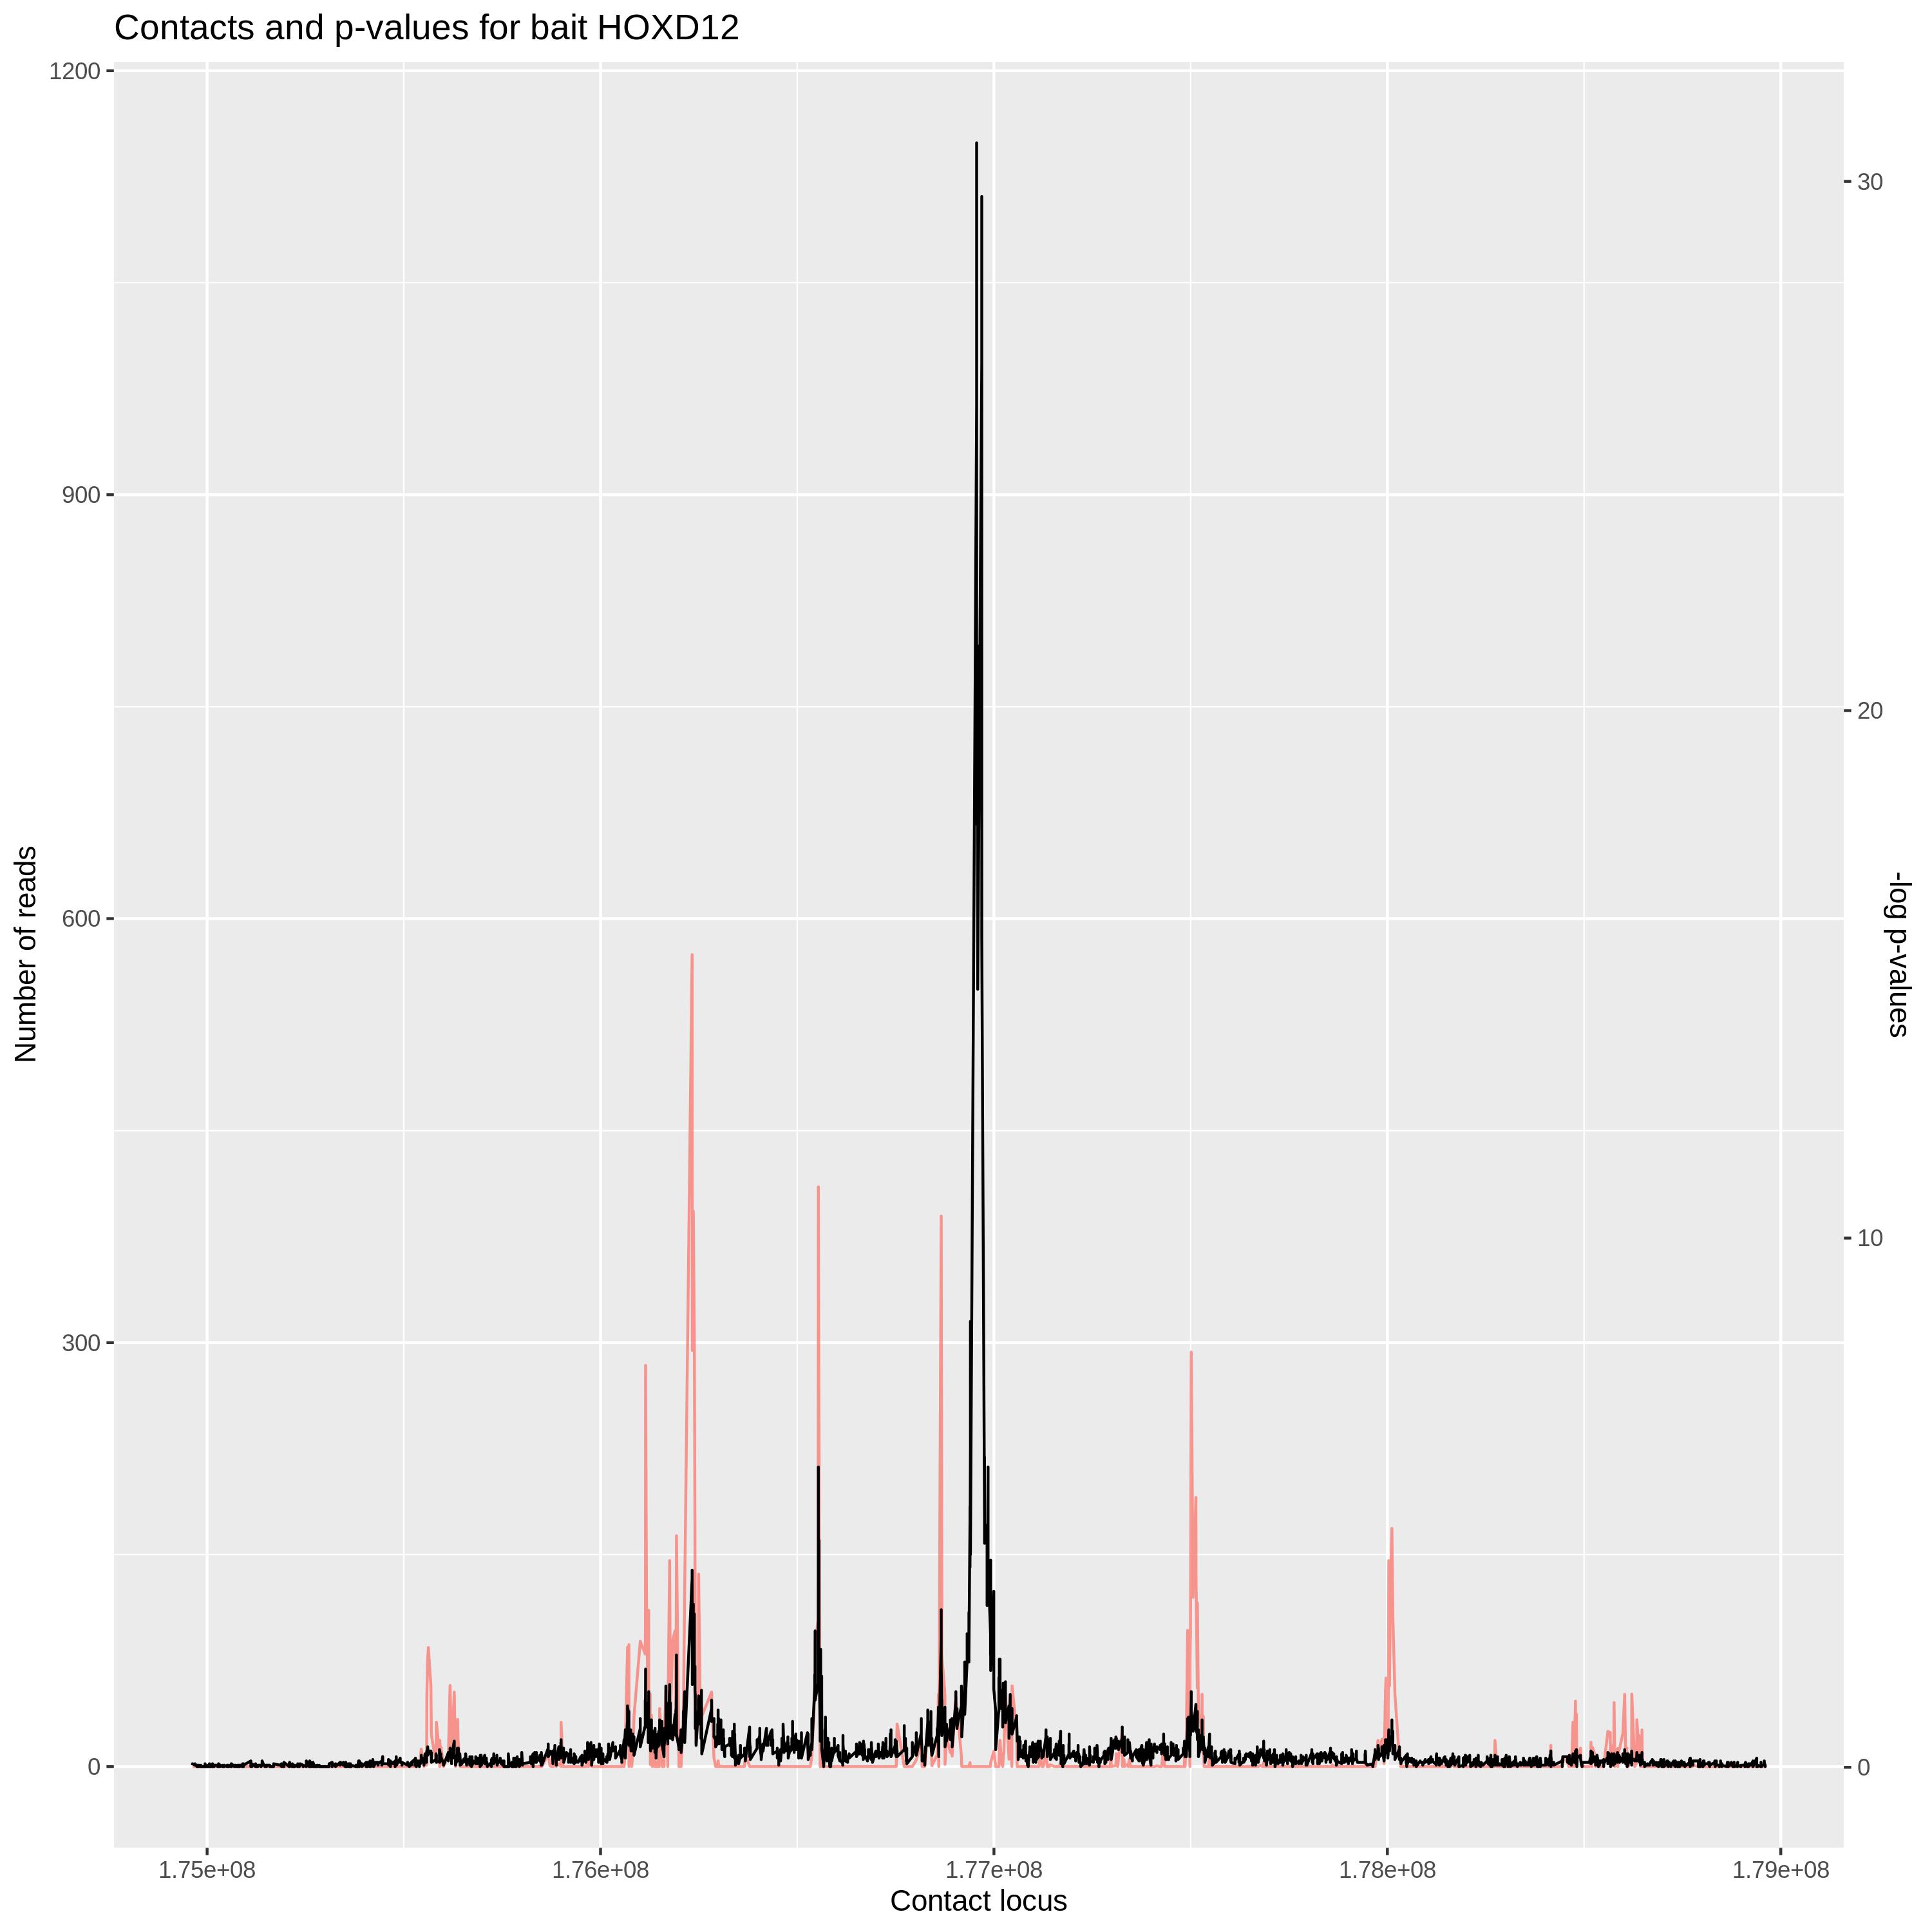 Contacts and p-values for bait HOXD12
1200
900
600
300
0
Number of reads
30
20
10
0
-log p-values
1.75e+08
1.76e+08
1.77e+08
1.78e+08
1.79e+08
Contact locus